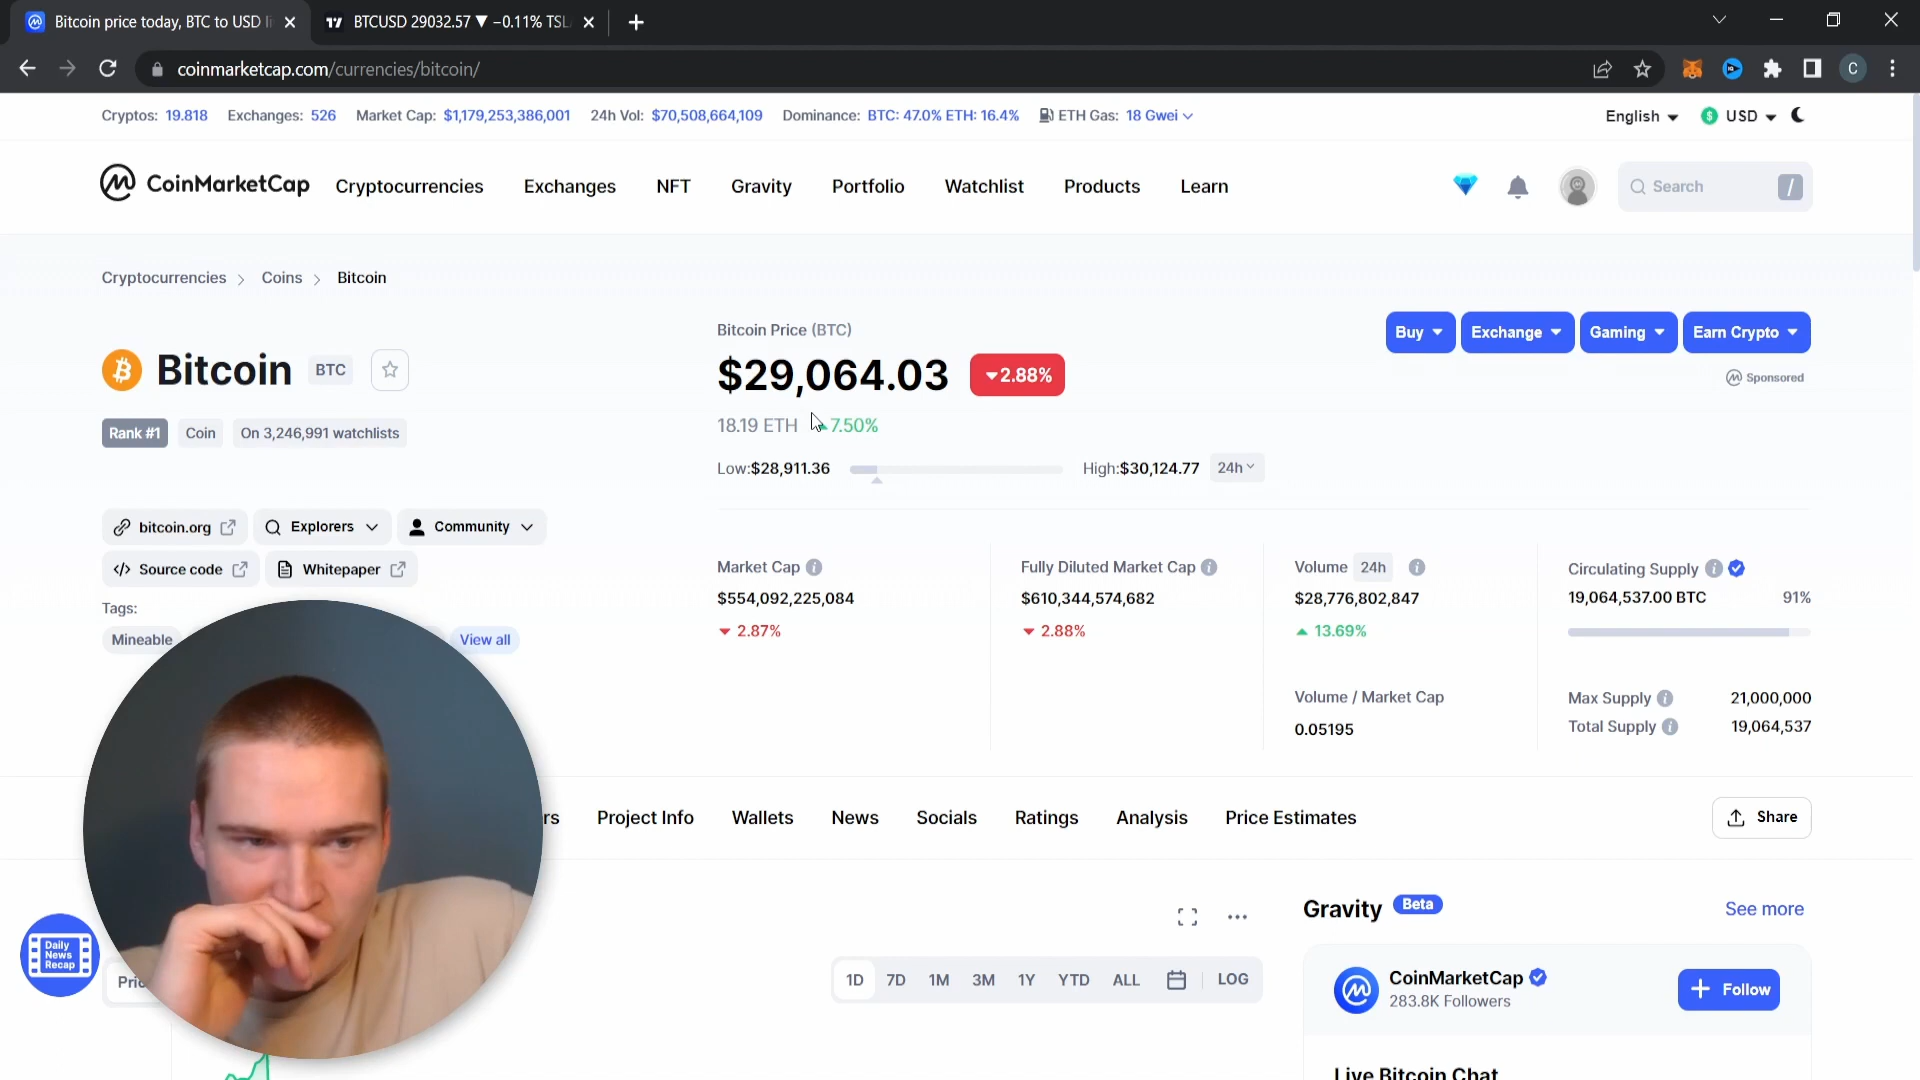 Bitcoin price today, BTC to USD li
BTCUSD 29032.57 ▼ −0.11% TSL
coinmarketcap.com/currencies/bitcoin/
C
Cryptos: 19.818 Exchanges: 526 Market Cap: $1,179,253,386,001 24h Vol: $70,508,664,109 Dominance: BTC: 47.0% ETH: 16.4% ETH Gas: 18 Gwei
English USD
CoinMarketCap Cryptocurrencies Exchanges NFT Gravity Portfolio Watchlist Products Learn
Search /
Cryptocurrencies > Coins > Bitcoin
Bitcoin BTC
Rank #1 Coin On 3,246,991 watchlists
bitcoin.org Explorers Community
Source code Whitepaper
Tags:
Mineable View all
Bitcoin Price (BTC)
$29,064.03 ▼2.88%
18.19 ETH 7.50%
Low:$28,911.36 High:$30,124.77 24h
Buy Exchange Gaming Earn Crypto
Sponsored
Market Cap
$554,092,225,084
▼ 2.87%
Fully Diluted Market Cap
$610,344,574,682
▼ 2.88%
Volume 24h
$28,776,802,847
▲ 13.69%
Volume / Market Cap
0.05195
Circulating Supply
19,064,537.00 BTC 91%
Max Supply 21,000,000
Total Supply 19,064,537
Project Info Wallets News Socials Ratings Analysis Price Estimates
Share
Daily
News
Recap
1D 7D 1M 3M 1Y YTD ALL LOG
Gravity Beta See more
CoinMarketCap
283.8K Followers
+ Follow
Live Bitcoin Chat